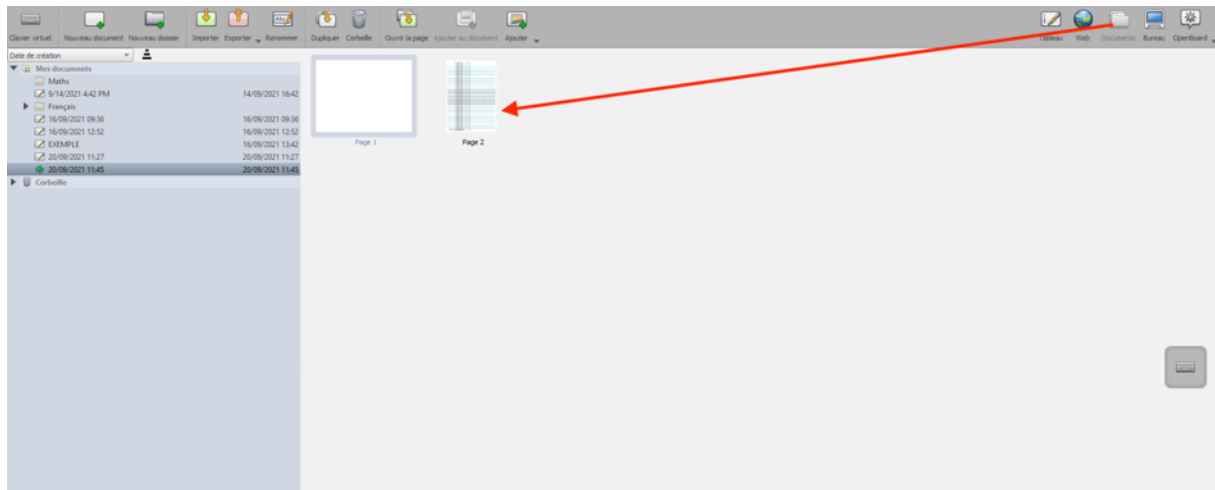 Clavier virtuel Nouveau document Nouveau dossier Importer Exporter Renommer Dupliquer Corbeille Ouvrir la page Ajouter au document Ajouter Tableau Web Documents Bureau OpenBoard
Date de création
Mes documents
Maths
9/14/2021 4:42 PM 14/09/2021 16:42
Français
16/09/2021 09:36 16/09/2021 09:36
16/09/2021 12:52 16/09/2021 12:52
EXEMPLE 16/09/2021 13:42
20/09/2021 11:27 20/09/2021 11:27
20/09/2021 11:45 20/09/2021 11:45
Corbeille
Page 1 Page 2